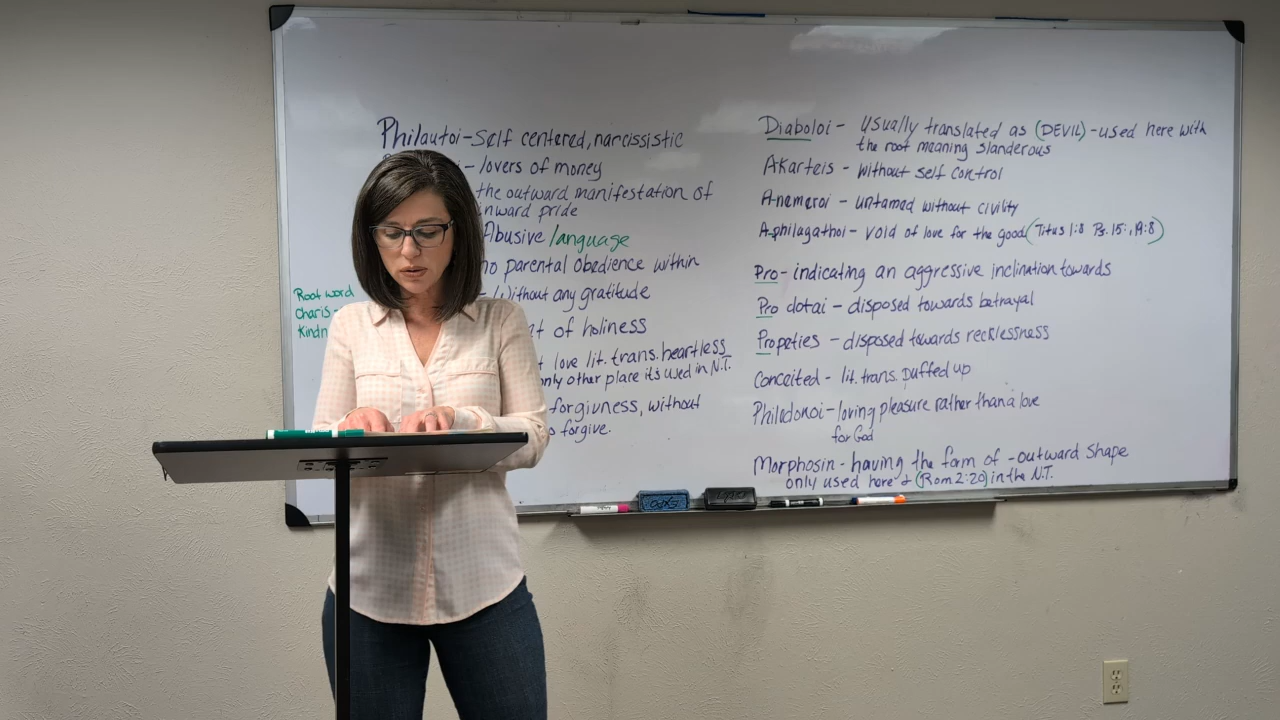 Philautoi - Self centered, narcissistic
- lovers of money
the outward manifestation of
inward pride
Abusive language
no parental obedience within
- Without any gratitude
Root word
Charis -
Kindn
of holiness
love lit. trans. heartless
only other place it's used in N.T.
forgivness, without
forgive.
Diaboloi - Usually translated as (DEVIL) - used here with
the root meaning slanderous
Akarteis - without self control
Anemeroi - untamed without civility
Aphilagathoi - void of love for the good (Titus 1:8 Ps. 15:, 19:8)
Pro - indicating an aggressive inclination towards
Pro dotai - disposed towards betrayal
Propeties - disposed towards recklessness
Conceited - lit. trans. puffed up
Philedonoi - loving pleasure rather than a love
for God
Morphosin - having the form of - outward shape
only used here & (Rom. 2:20) in the N.T.
EXPO